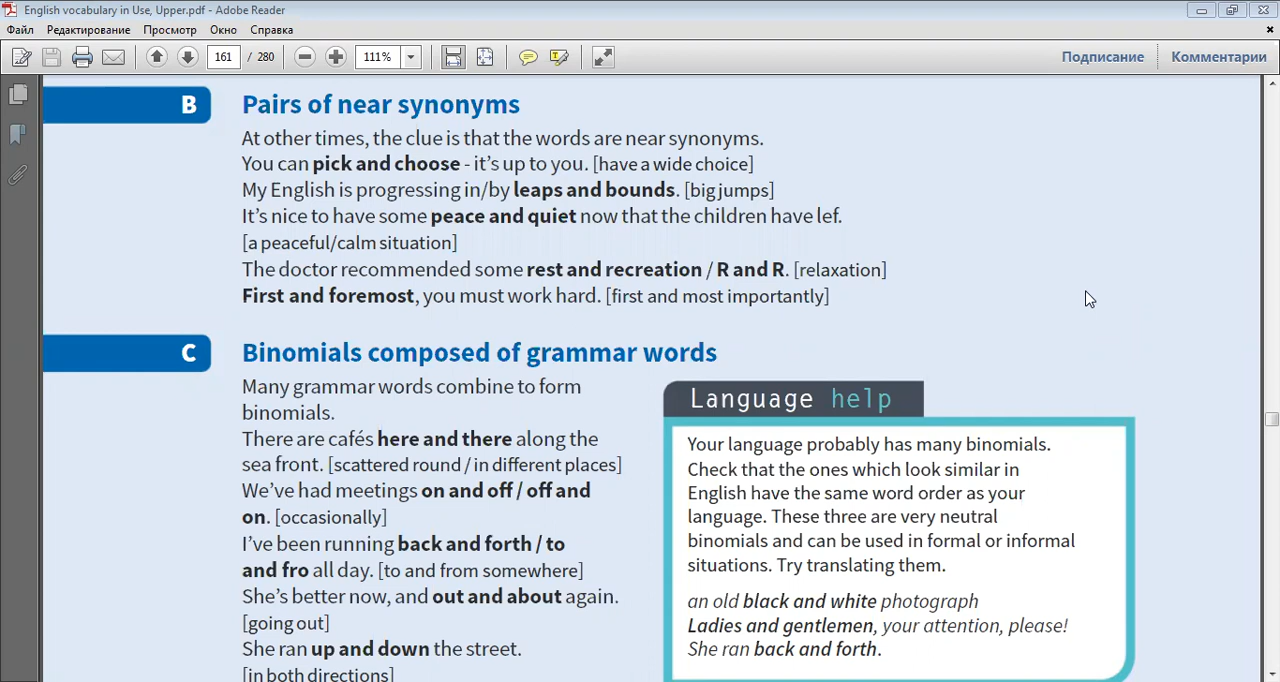 English vocabulary in Use, Upper.pdf - Adobe Reader
Файл Редактирование Просмотр Окно Справка
161 / 280 111% Подписание Комментарии
B Pairs of near synonyms
At other times, the clue is that the words are near synonyms.
You can pick and choose - it's up to you. [have a wide choice]
My English is progressing in/by leaps and bounds. [big jumps]
It's nice to have some peace and quiet now that the children have lef.
[a peaceful/calm situation]
The doctor recommended some rest and recreation / R and R. [relaxation]
First and foremost, you must work hard. [first and most importantly]
C Binomials composed of grammar words
Many grammar words combine to form
binomials.
There are cafés here and there along the
sea front. [scattered round / in different places]
We've had meetings on and off / off and
on. [occasionally]
I've been running back and forth / to
and fro all day. [to and from somewhere]
She's better now, and out and about again.
[going out]
She ran up and down the street.
[in both directions]
Language help
Your language probably has many binomials.
Check that the ones which look similar in
English have the same word order as your
language. These three are very neutral
binomials and can be used in formal or informal
situations. Try translating them.
an old black and white photograph
Ladies and gentlemen, your attention, please!
She ran back and forth.